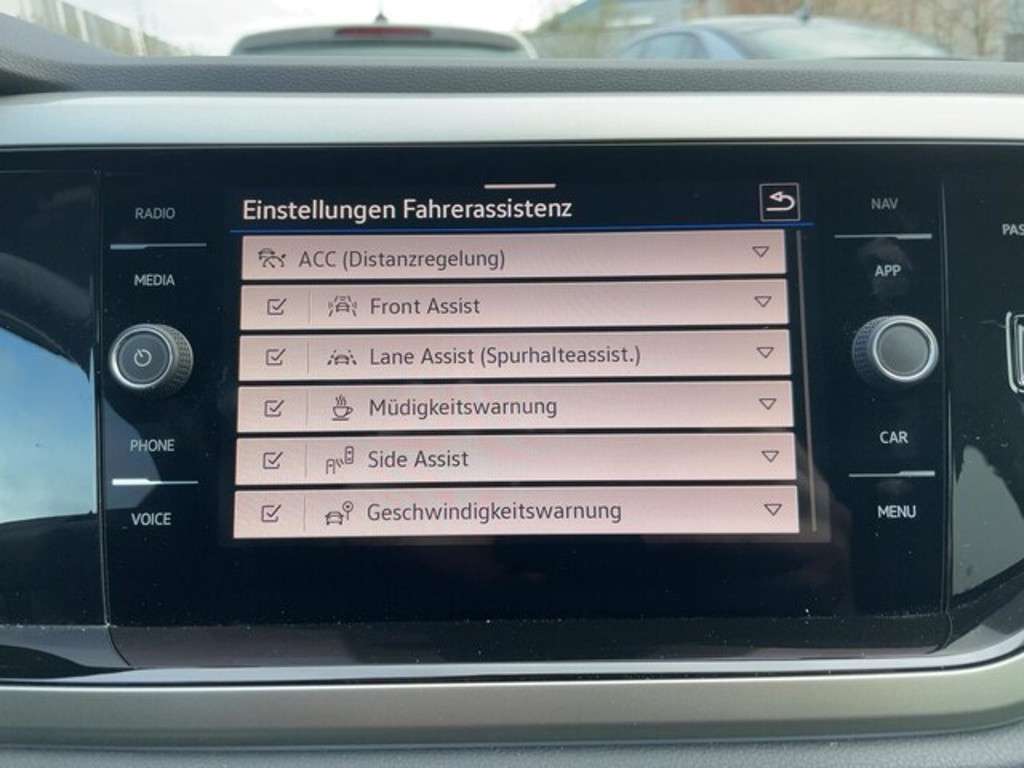 RADIO
MEDIA
PHONE
VOICE
Einstellungen Fahrerassistenz
ACC (Distanzregelung)
Front Assist
Lane Assist (Spurhalteassist.)
Müdigkeitswarnung
Side Assist
Geschwindigkeitswarnung
NAV
APP
CAR
MENU
PAS